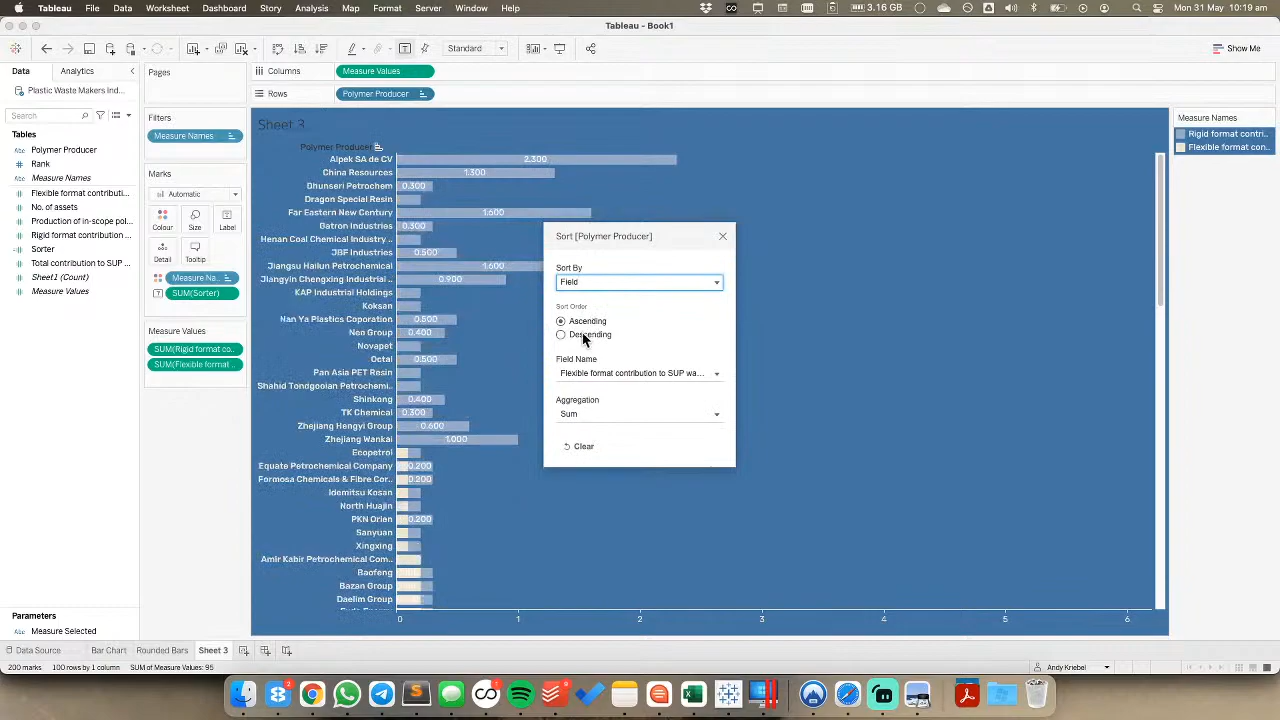 Tableau File Data Worksheet Dashboard Story Analysis Map Format Server Window Help
3.16 GB
Mon 31 May 10:19 am
Tableau - Book1
Standard
Show Me
Data
Analytics
Plastic Waste Makers Ind...
Search
Tables
Abc Polymer Producer
Abc Rank
Abc Measure Names
Flexible format contributi...
No. of assets
Production of in-scope pol...
Rigid format contribution ...
Sorter
Total contribution to SUP ...
Sheet1 (Count)
Measure Values
Parameters
Abc Measure Selected
Pages
Filters
Measure Names
Marks
Automatic
Colour
Size
Label
Detail
Tooltip
Measure Na..
SUM(Sorter)
Measure Values
SUM(Rigid format co..
SUM(Flexible format ..
Columns
Measure Values
Rows
Polymer Producer
Sheet 3
Polymer Producer
Alpek SA de CV 2.300
China Resources 1.300
Dhunseri Petrochem 0.300
Dragon Special Resin
Far Eastern New Century 1.600
Gatron Industries 0.300
Henan Coal Chemical Industry ..
JBF Industries 0.500
Jiangsu Hailun Petrochemical 1.600
Jiangyin Chengxing Industrial .. 0.900
KAP Industrial Holdings
Koksan
Nan Ya Plastics Coporation 0.500
Neo Group 0.400
Novapet
Octal 0.500
Pan Asia PET Resin
Shahid Tondgooian Petrochemi..
Shinkong 0.400
TK Chemical 0.300
Zhejiang Hengyi Group 0.600
Zhejiang Wankai 1.000
Ecopetrol
Equate Petrochemical Company 0.200
Formosa Chemicals & Fibre Cor.. 0.200
Idemitsu Kosan
North Huajin
PKN Orlen 0.200
Sanyuan
Xingxing
Amir Kabir Petrochemical Com..
Baofeng
Bazan Group
Daelim Group
0 1 2 3 4 5 6
Sort [Polymer Producer]
Sort By
Field
Sort Order
Ascending
Descending
Field Name
Flexible format contribution to SUP wa...
Aggregation
Sum
Clear
Measure Names
Rigid format contri...
Flexible format con...
Data Source
Bar Chart
Rounded Bars
Sheet 3
200 marks 100 rows by 1 column SUM of Measure Values: 95
Andy Kriebel